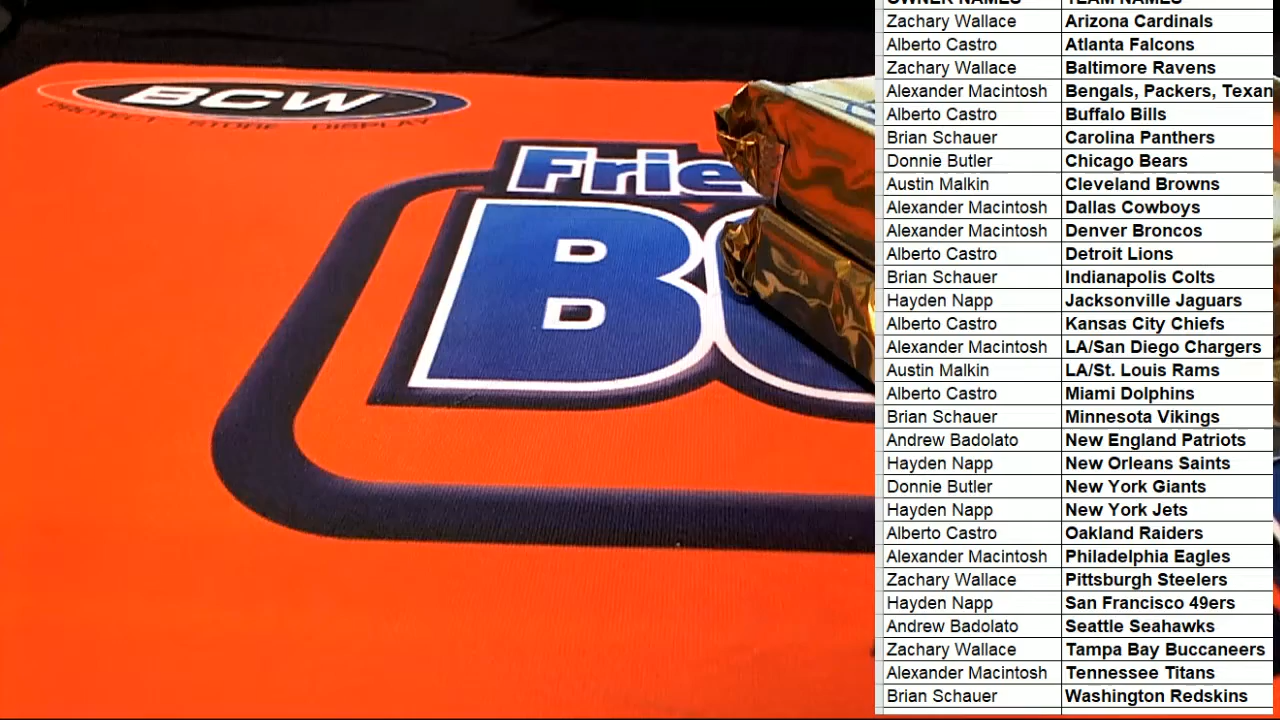 BCW
PROTECT STORE DISPLAY
Frie
B
OWNER NAMES TEAM NAMES
Zachary Wallace Arizona Cardinals
Alberto Castro Atlanta Falcons
Zachary Wallace Baltimore Ravens
Alexander Macintosh Bengals, Packers, Texan
Alberto Castro Buffalo Bills
Brian Schauer Carolina Panthers
Donnie Butler Chicago Bears
Austin Malkin Cleveland Browns
Alexander Macintosh Dallas Cowboys
Alexander Macintosh Denver Broncos
Alberto Castro Detroit Lions
Brian Schauer Indianapolis Colts
Hayden Napp Jacksonville Jaguars
Alberto Castro Kansas City Chiefs
Alexander Macintosh LA/San Diego Chargers
Austin Malkin LA/St. Louis Rams
Alberto Castro Miami Dolphins
Brian Schauer Minnesota Vikings
Andrew Badolato New England Patriots
Hayden Napp New Orleans Saints
Donnie Butler New York Giants
Hayden Napp New York Jets
Alberto Castro Oakland Raiders
Alexander Macintosh Philadelphia Eagles
Zachary Wallace Pittsburgh Steelers
Hayden Napp San Francisco 49ers
Andrew Badolato Seattle Seahawks
Zachary Wallace Tampa Bay Buccaneers
Alexander Macintosh Tennessee Titans
Brian Schauer Washington Redskins